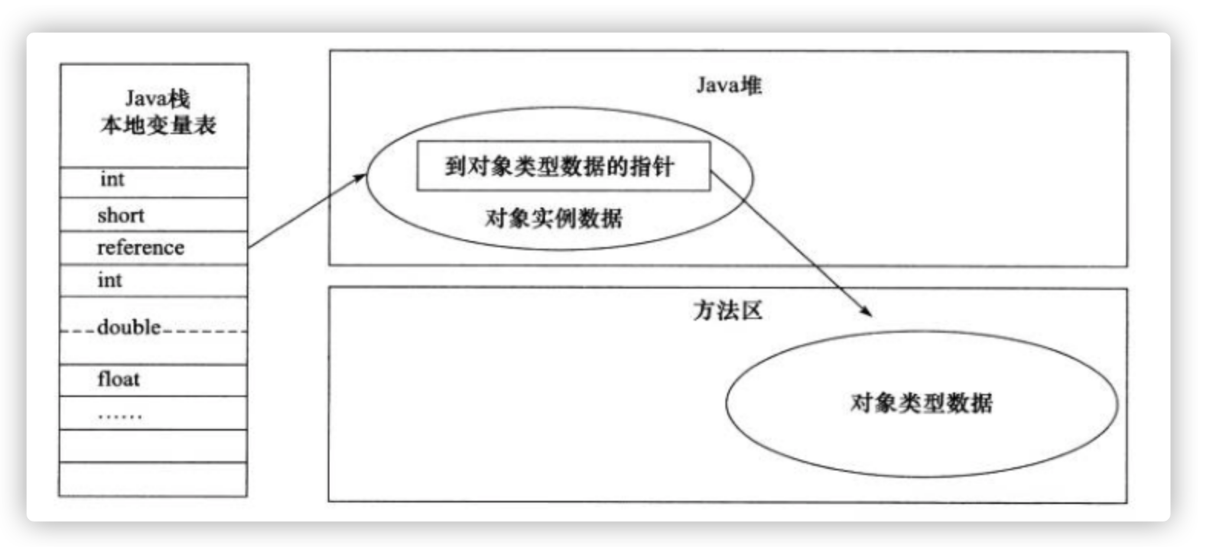 Java栈
本地变量表
int
short
reference
int
double
float
……
Java堆
到对象类型数据的指针
对象实例数据
方法区
对象类型数据